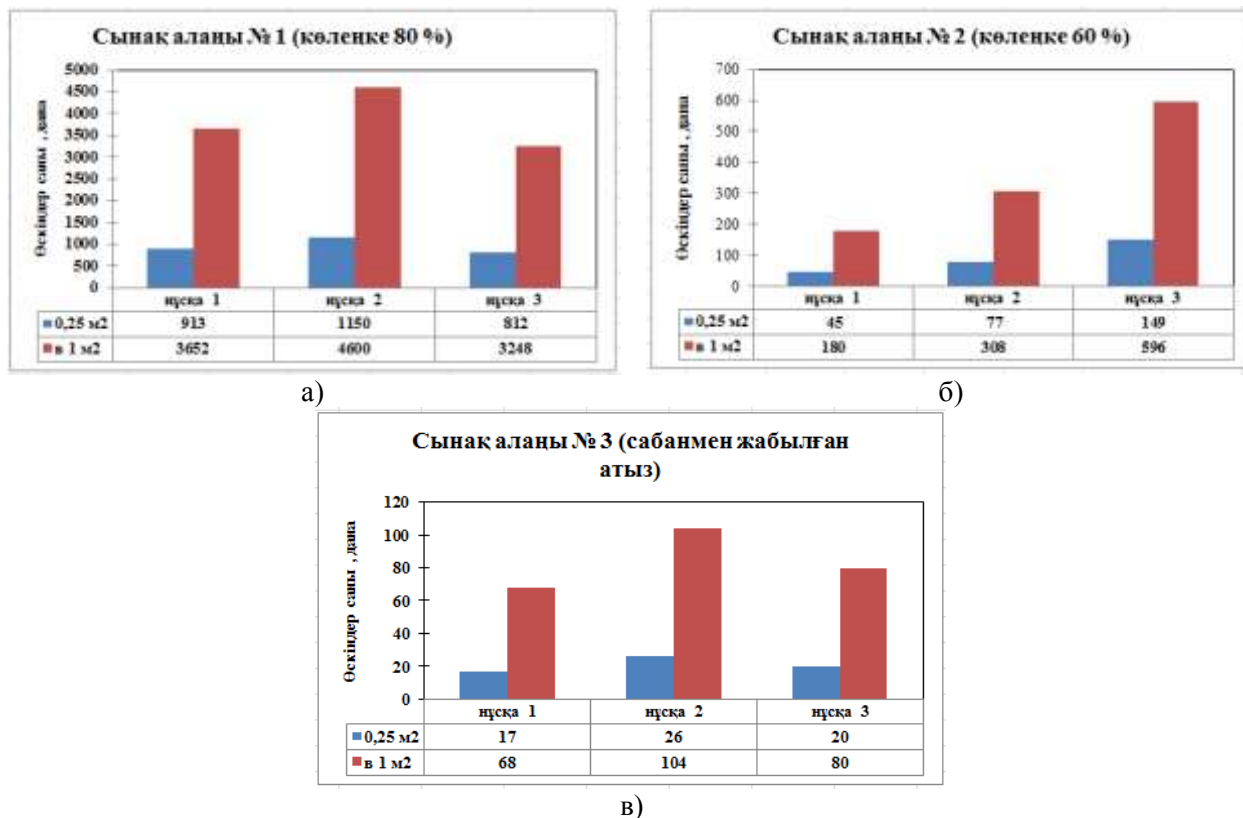 Сынақ алаңы № 1 (көлеңке 80 %)
Өскіндер саны , дана
5000
4500
4000
3500
3000
2500
2000
1500
1000
500
0
нұсқа 1 нұсқа 2 нұсқа 3
0,25 м2 913 1150 812
в 1 м2 3652 4600 3248
а)
Сынақ алаңы № 2 (көлеңке 60 %)
Өскіндер саны , дана
700
600
500
400
300
200
100
0
нұсқа 1 нұсқа 2 нұсқа 3
0,25 м2 45 77 149
в 1 м2 180 308 596
б)
Сынақ алаңы № 3 (сабанмен жабылған
атыз)
Өскіндер саны , дана
120
100
80
60
40
20
0
нұсқа 1 нұсқа 2 нұсқа 3
0,25 м2 17 26 20
в 1 м2 68 104 80
в)